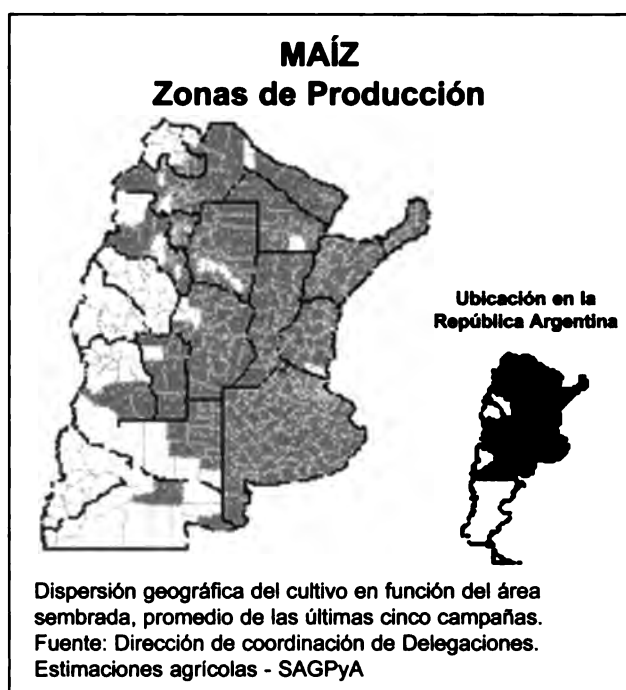 MAÍZ
Zonas de Producción
Ubicación en la
República Argentina
Dispersión geográfica del cultivo en función del área
sembrada, promedio de las últimas cinco campañas.
Fuente: Dirección de coordinación de Delegaciones.
Estimaciones agrícolas - SAGPyA